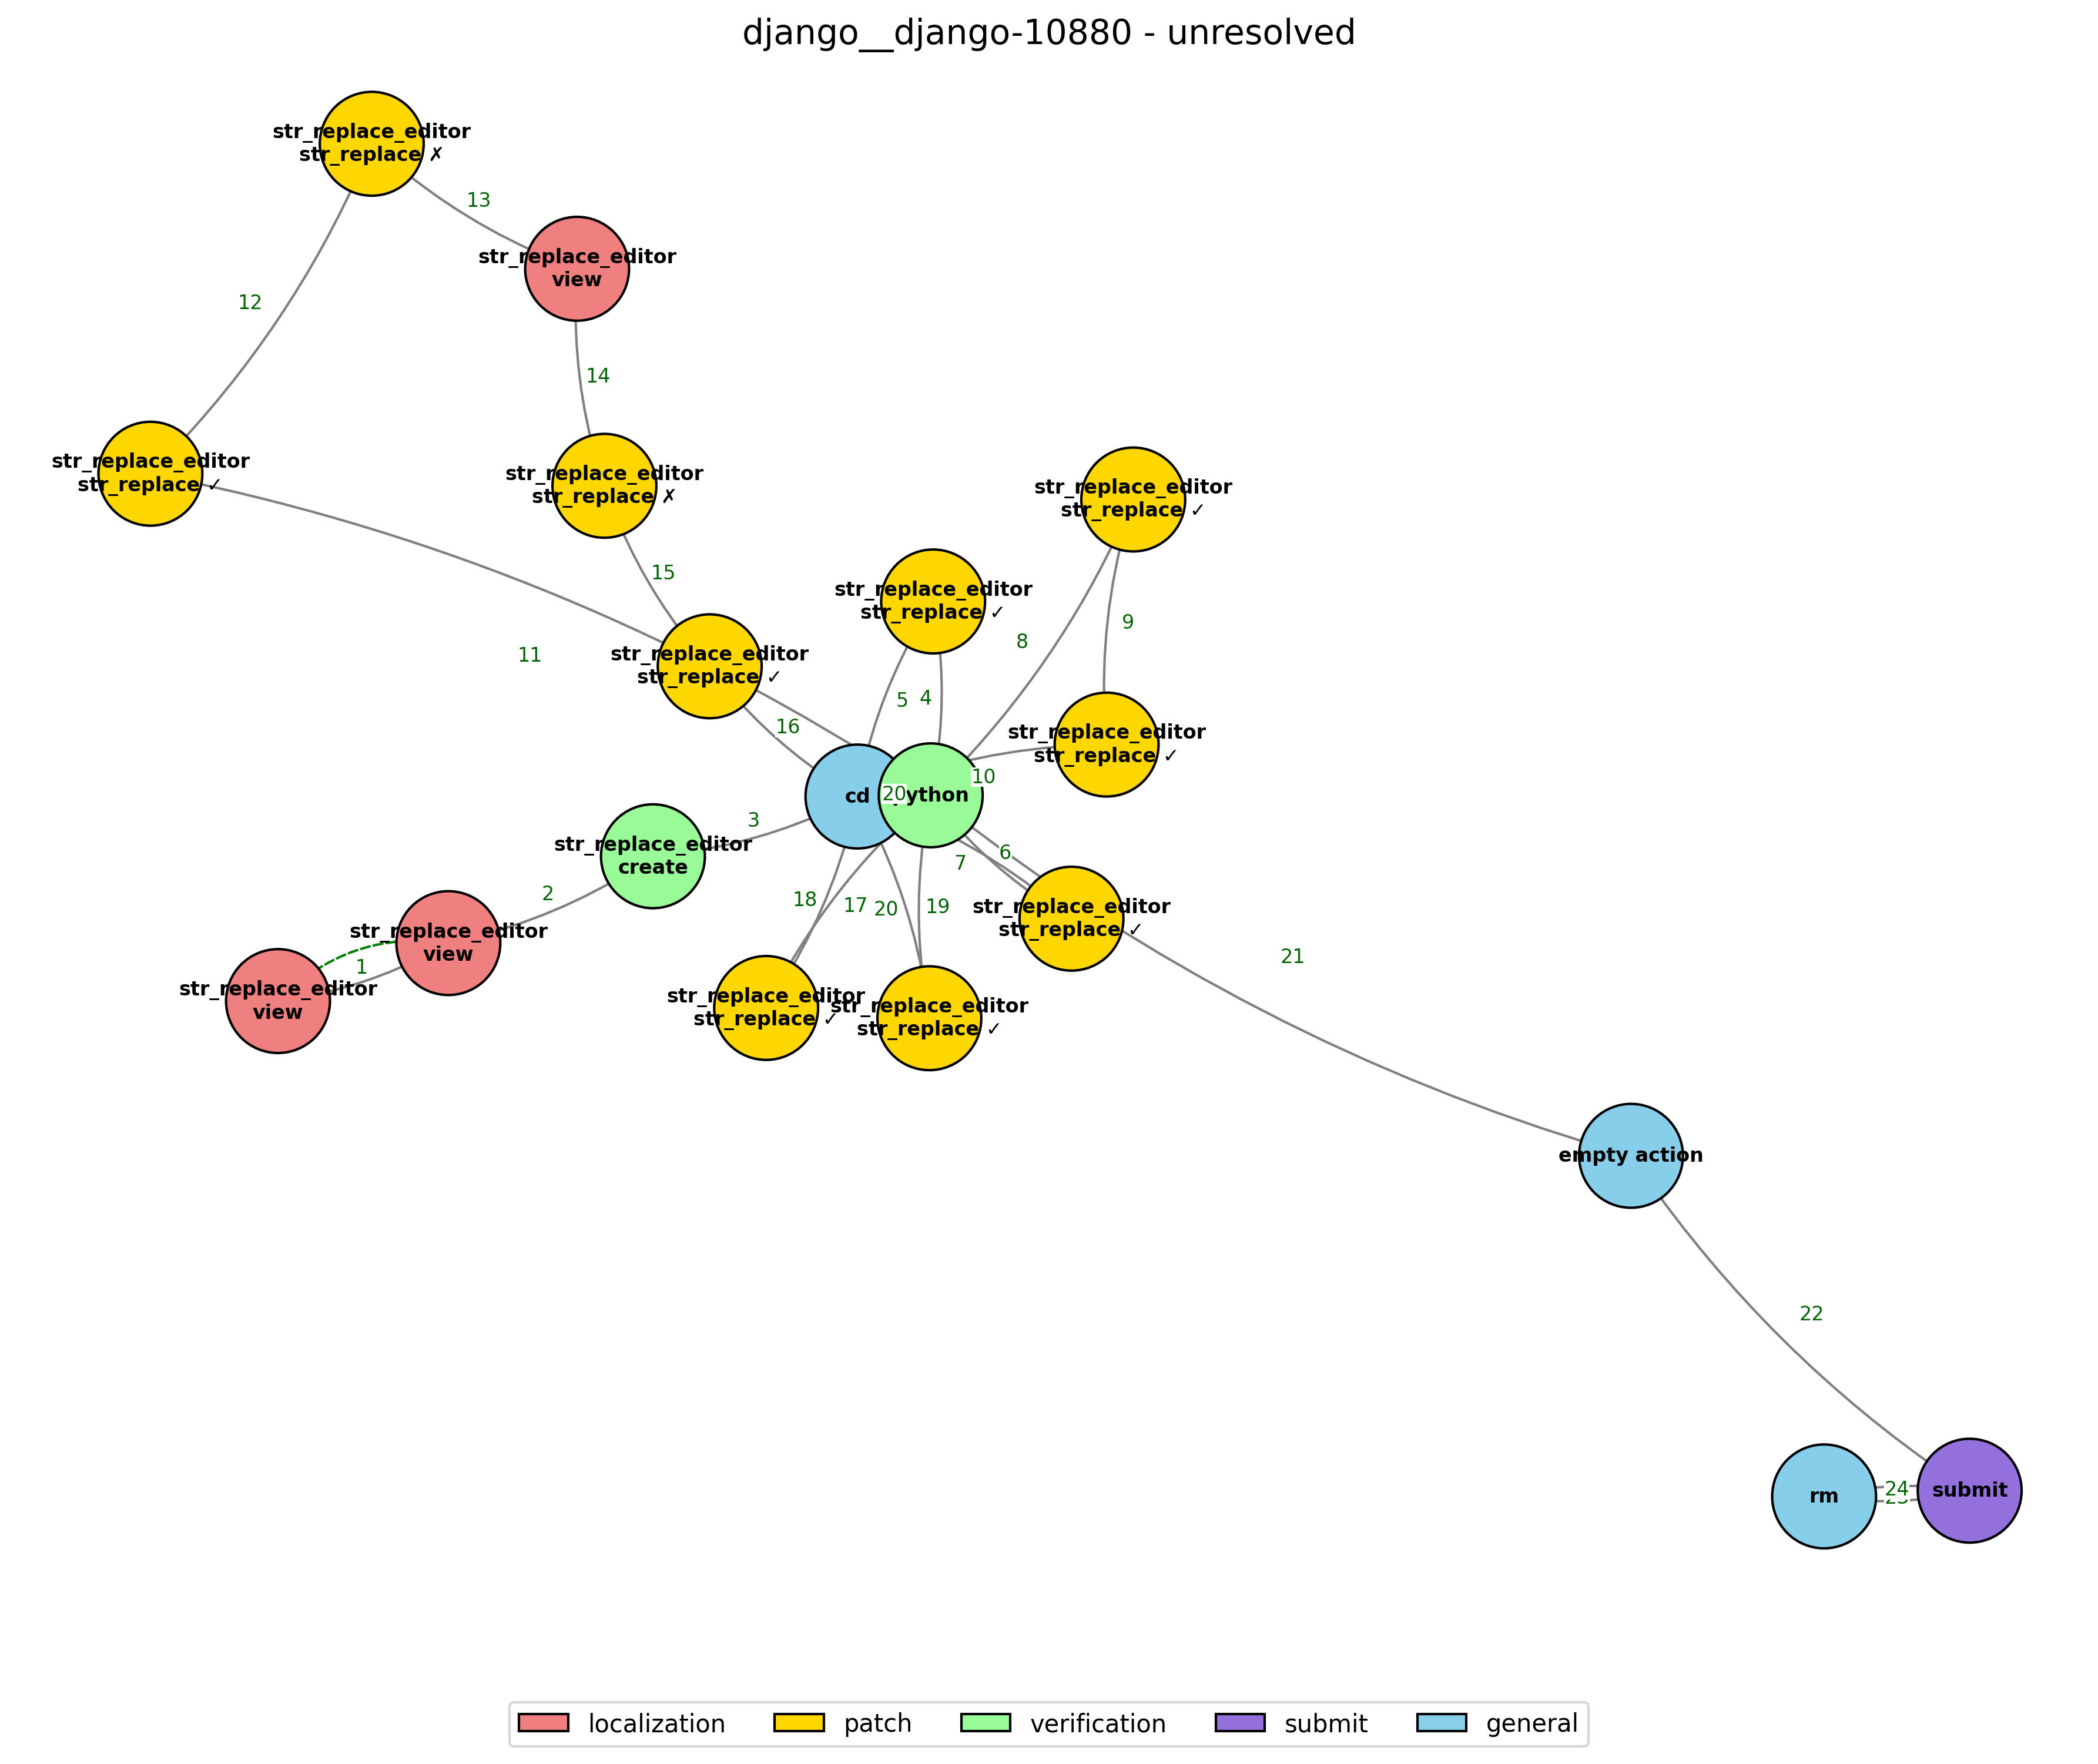 django__django-10880 - unresolved
str_replace_editor
str_replace ✗
13
str_replace_editor
view
12
14
str_replace_editor
str_replace ✓
str_replace_editor
str_replace ✗
str_replace_editor
str_replace ✓
15
str_replace_editor
str_replace ✓
9
8
11
str_replace_editor
str_replace ✓
5
4
16
str_replace_editor
str_replace ✓
10
cd
20
python
3
str_replace_editor
create
7
6
2
18
17
20
19
str_replace_editor
str_replace ✓
str_replace_editor
view
1
21
str_replace_editor
view
str_replace_editor
str_replace ✓
str_replace_editor
str_replace ✓
empty action
22
rm
24
submit
localization
patch
verification
submit
general